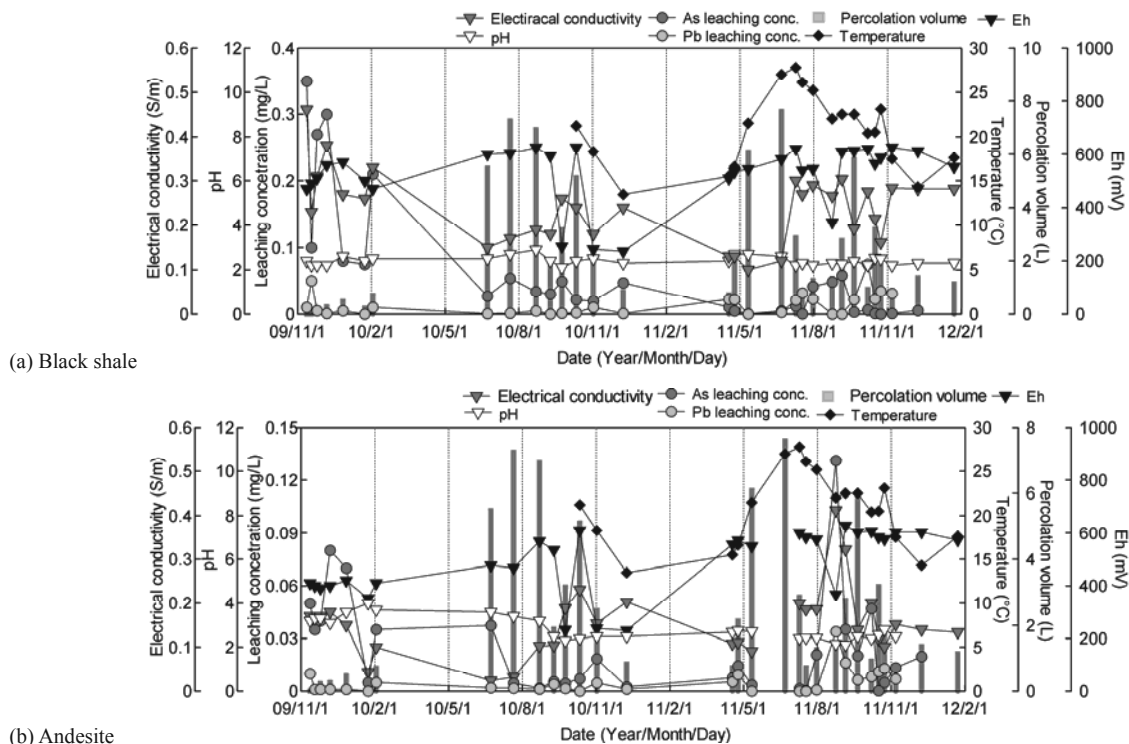 Electiracal conductivity As leaching conc. Percolation volume Eh
pH Pb leaching conc. Temperature
0.6 12 0.4 30 10 1000
0.5 10 25 8 800
0.3
0.4 8 20
6 600
0.3 6 0.2 15
4 400
0.2 4 10
0.1
0.1 2 5 2 200
0 0 0 0 0 0
Electrical conductivity (S/m)
pH
Leaching concetration (mg/L)
Temperature (°C)
Percolation volume (L)
Eh (mV)
09/11/1 10/2/1 10/5/1 10/8/1 10/11/1 11/2/1 11/5/1 11/8/1 11/11/1 12/2/1
Date (Year/Month/Day)
(a) Black shale
Electrical conductivity As leaching conc. Percolation volume Eh
pH Pb leaching conc. Temperature
0.6 12 0.15 30 8 1000
0.5 10 0.12 25 800
6
0.4 8 0.09 20 600
0.3 6 15 4
0.06 400
0.2 4 10
2
0.1 2 0.03 5 200
0 0 0 0 0 0
Electrical conductivity (S/m)
pH
Leaching concetration (mg/L)
Temperature (°C)
Percolation volume (L)
Eh (mV)
09/11/1 10/2/1 10/5/1 10/8/1 10/11/1 11/2/1 11/5/1 11/8/1 11/11/1 12/2/1
Date (Year/Month/Day)
(b) Andesite